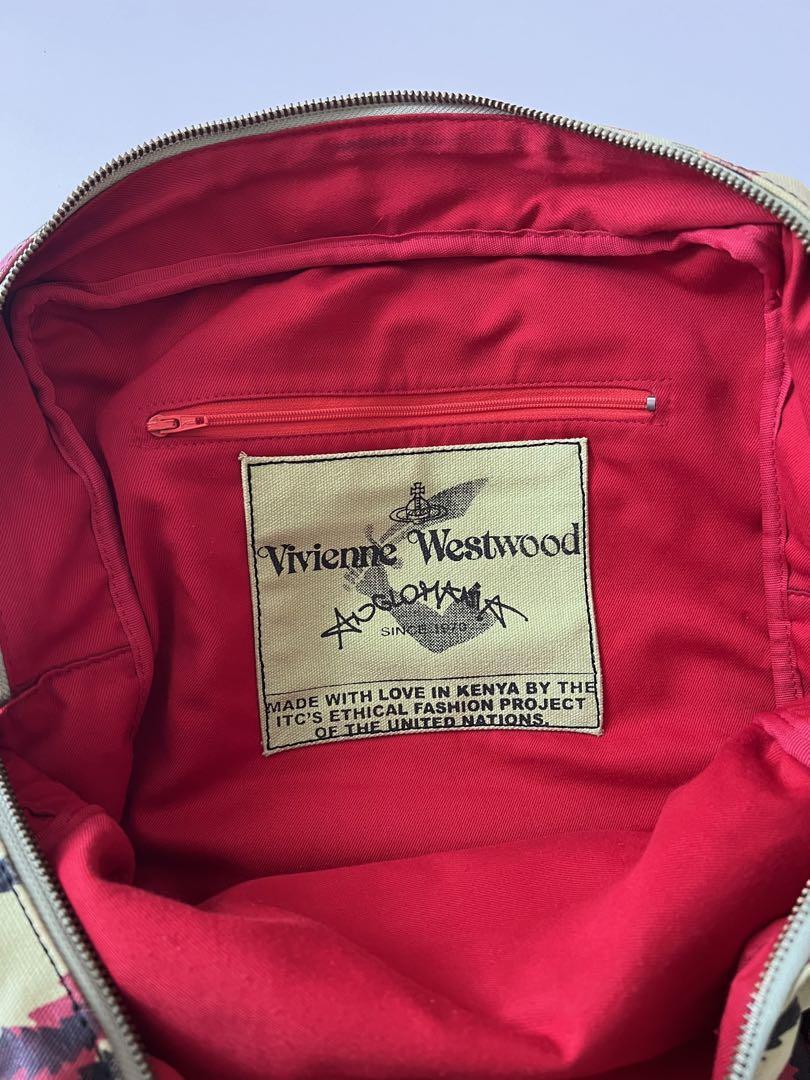 Vivienne Westwood
ANGLOMANIA
SINCE 1970
MADE WITH LOVE IN KENYA BY THE
ITC'S ETHICAL FASHION PROJECT
OF THE UNITED NATIONS.